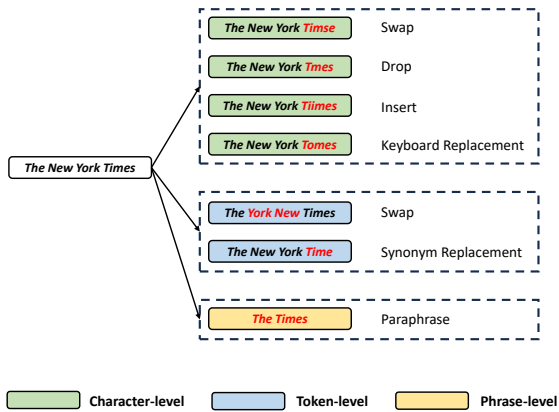 The New York Timse Swap
The New York Tmes Drop
The New York Tiimes Insert
The New York Tomes Keyboard Replacement
The New York Times
The York New Times Swap
The New York Time Synonym Replacement
The Times Paraphrase
Character-level Token-level Phrase-level